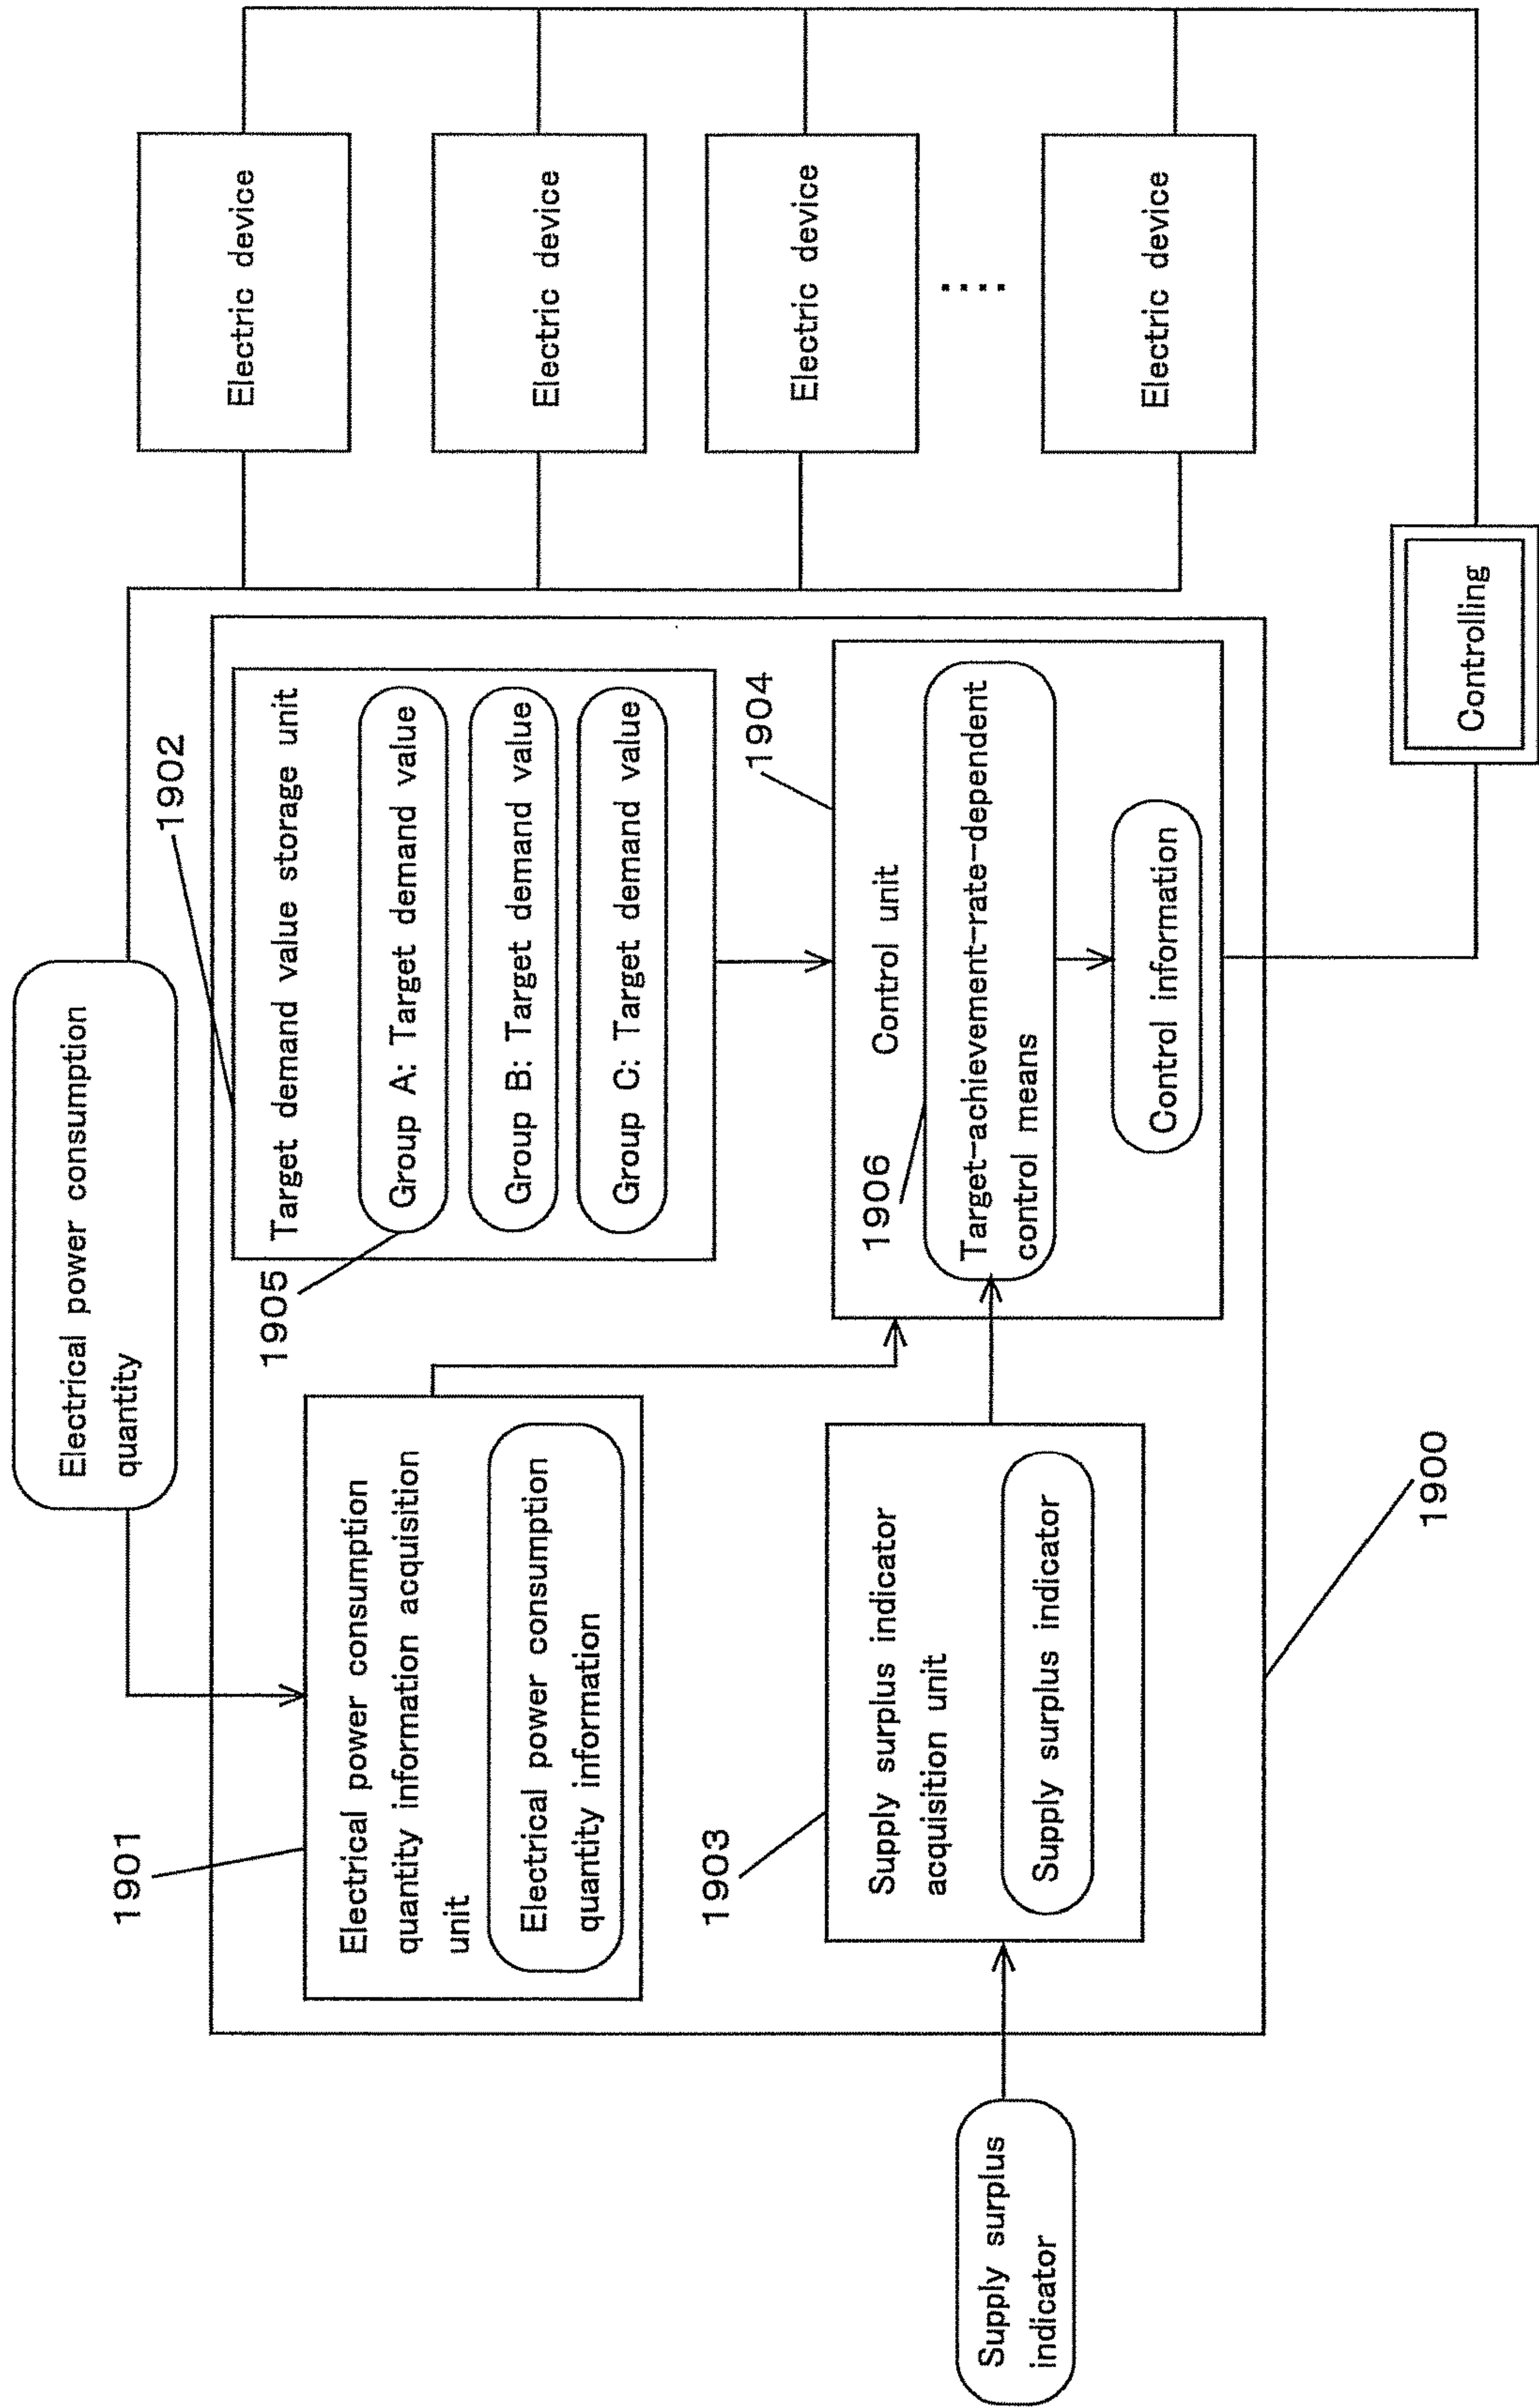 Electrical power consumption
quantity
1901
Electrical power consumption
quantity information acquisition
unit
Electrical power consumption
quantity information
1902
Target demand value storage unit
1905
Group A: Target demand value
Group B: Target demand value
Group C: Target demand value
Electric device
Electric device
Electric device
....
Electric device
Supply surplus
indicator
1903
Supply surplus indicator
acquisition unit
Supply surplus indicator
1904
Control unit
1906
Target-achievement-rate-dependent
control means
Control information
Controlling
1900